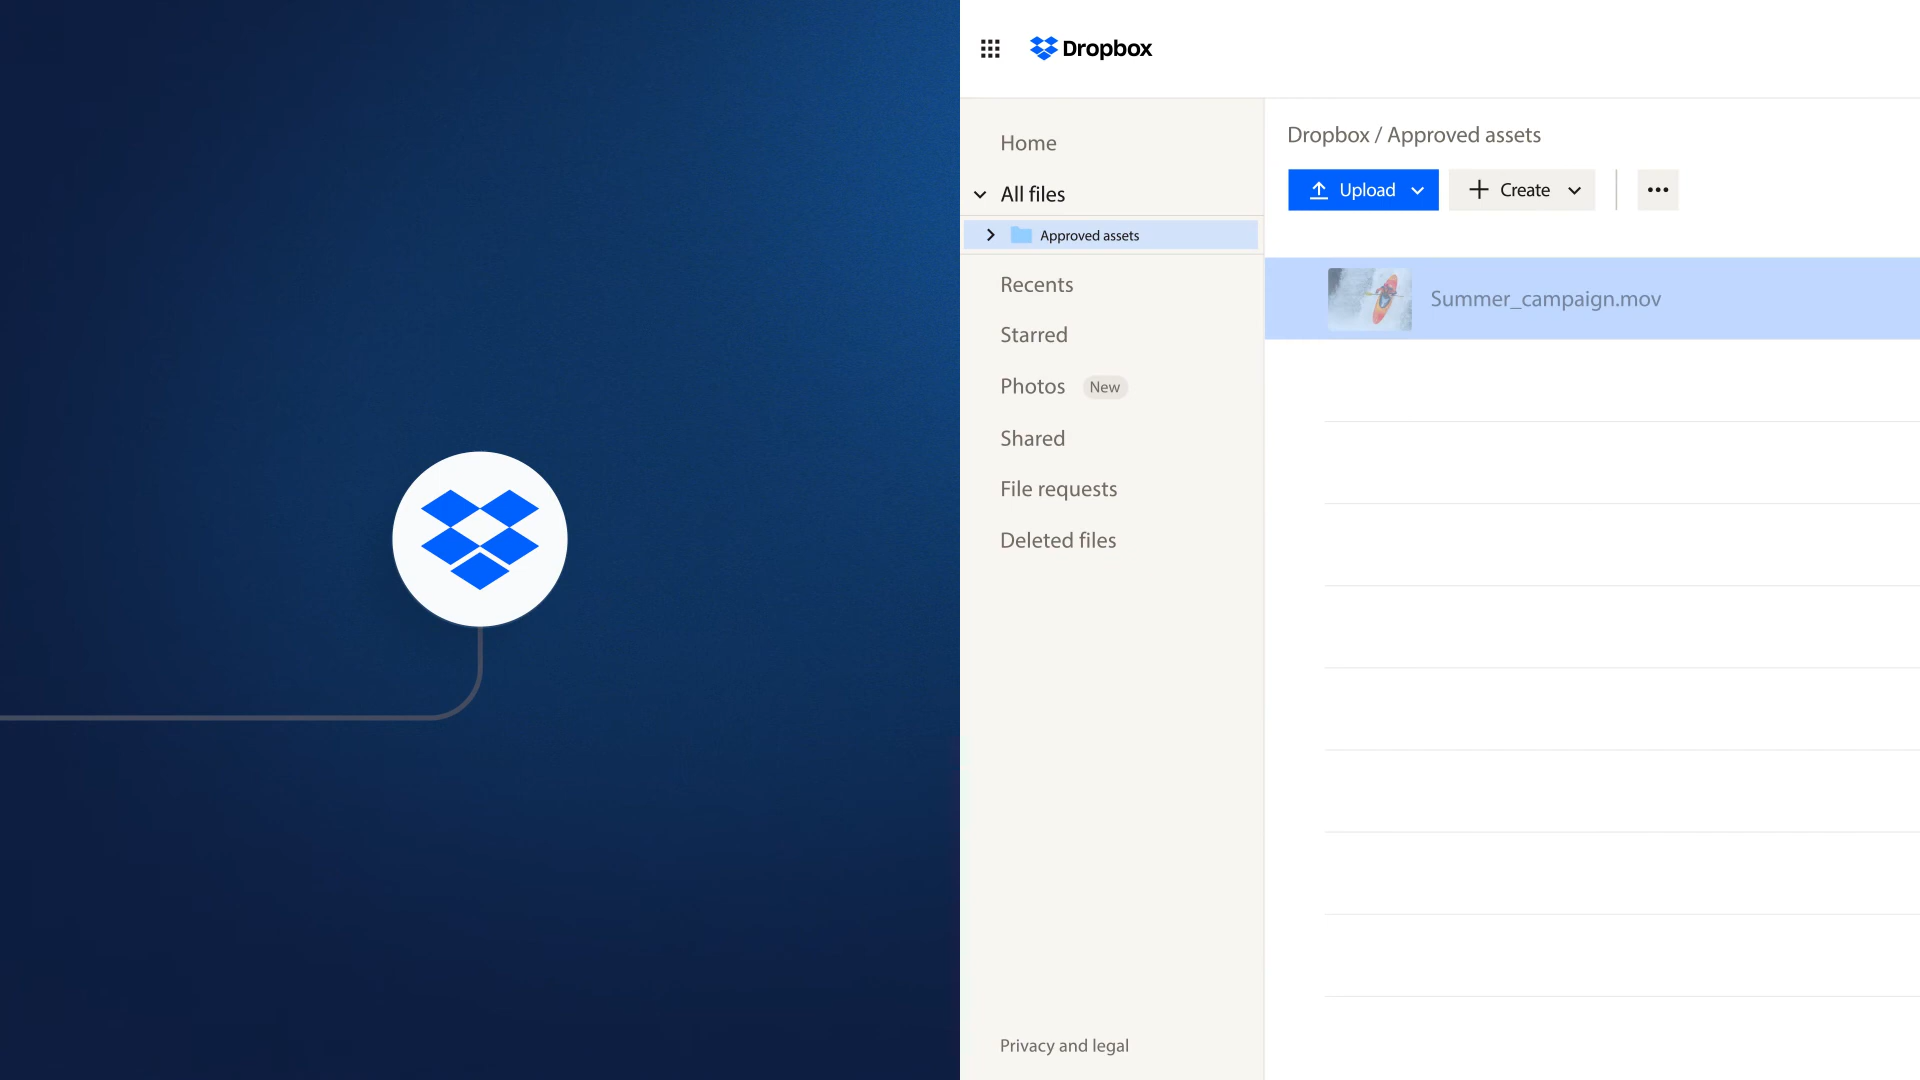 Dropbox
Home
All files
Approved assets
Recents
Starred
Photos New
Shared
File requests
Deleted files
Privacy and legal
Dropbox / Approved assets
Upload
Create
Summer_campaign.mov